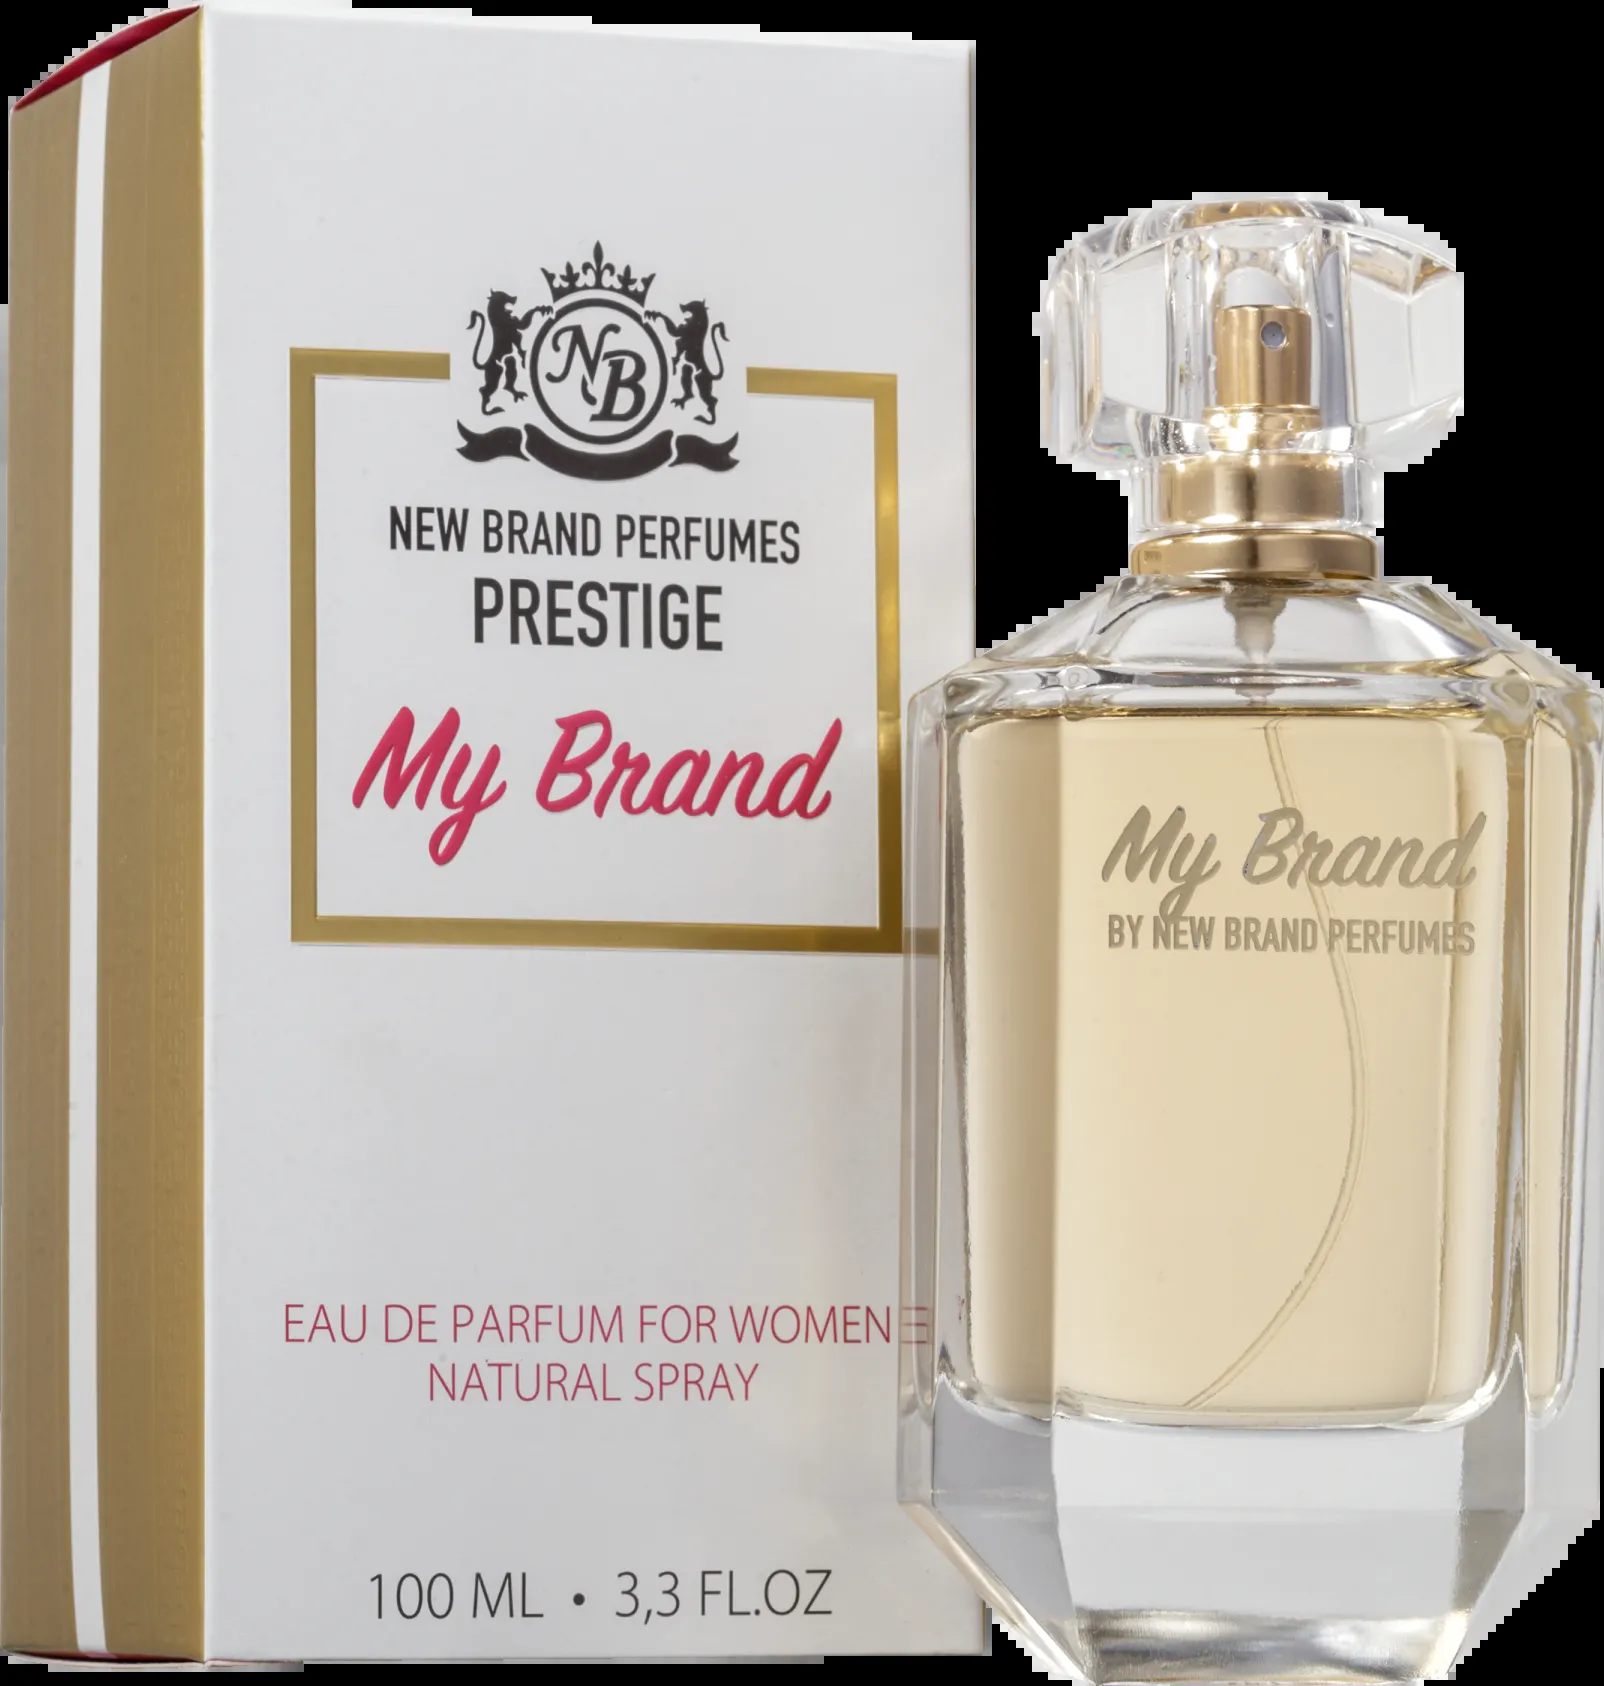 NB
NEW BRAND PERFUMES
PRESTIGE
My Brand
EAU DE PARFUM FOR WOMEN
NATURAL SPRAY
100 ML • 3,3 FL.OZ
My Brand
BY NEW BRAND PERFUMES